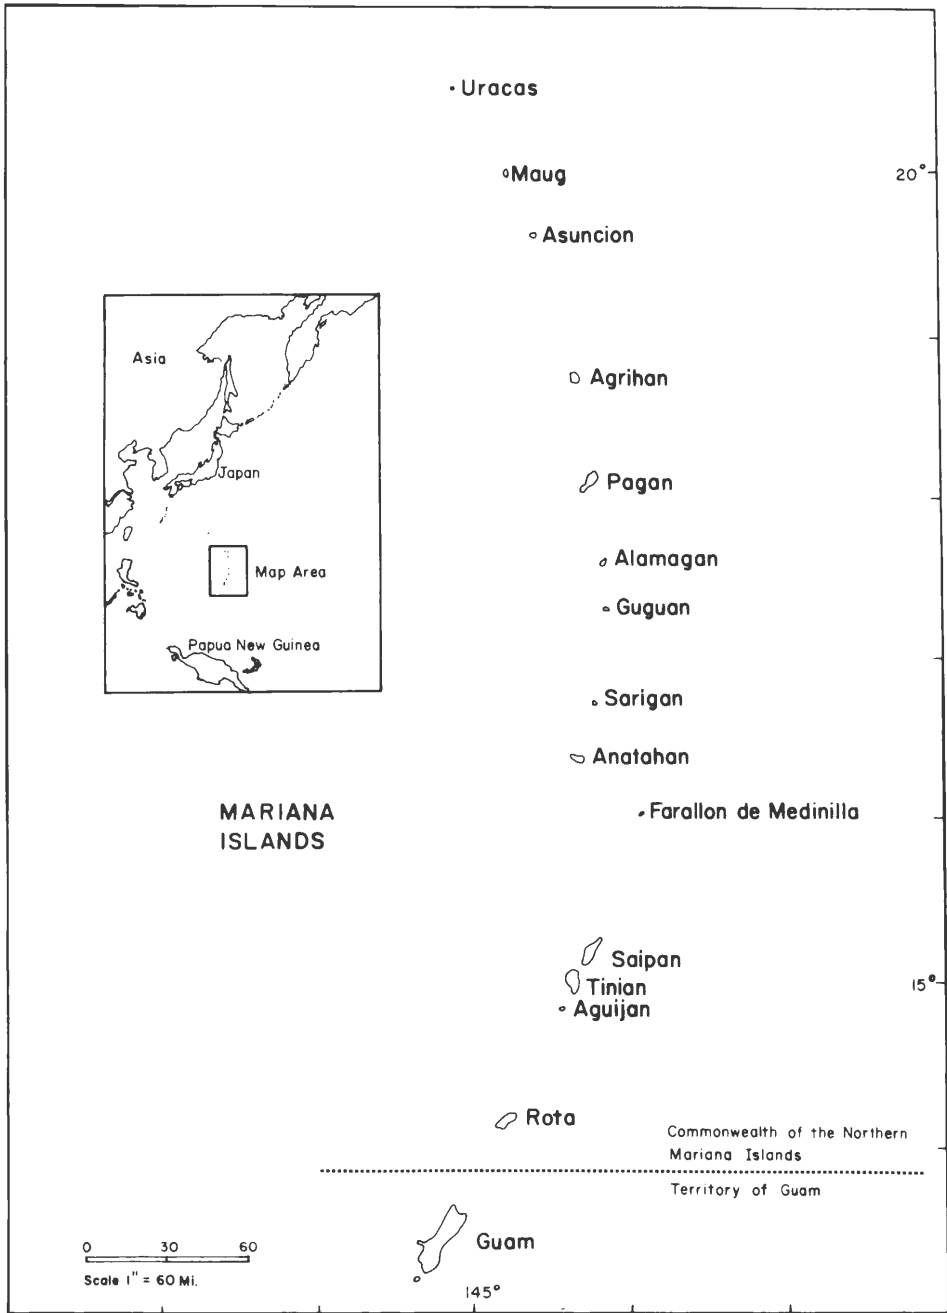 Uracas
Maug
20°
Asuncion
Asia
Agrihan
Japan
Pagan
Map Area
Alamagan
Guguan
Papua New Guinea
Sarigan
Anatahan
MARIANA
ISLANDS
Farallon de Medinilla
Saipan
15°
Tinian
Aguijan
Rota
Commonwealth of the Northern
Mariana Islands
Territory of Guam
Guam
0 30 60
Scale 1" = 60 Mi.
145°